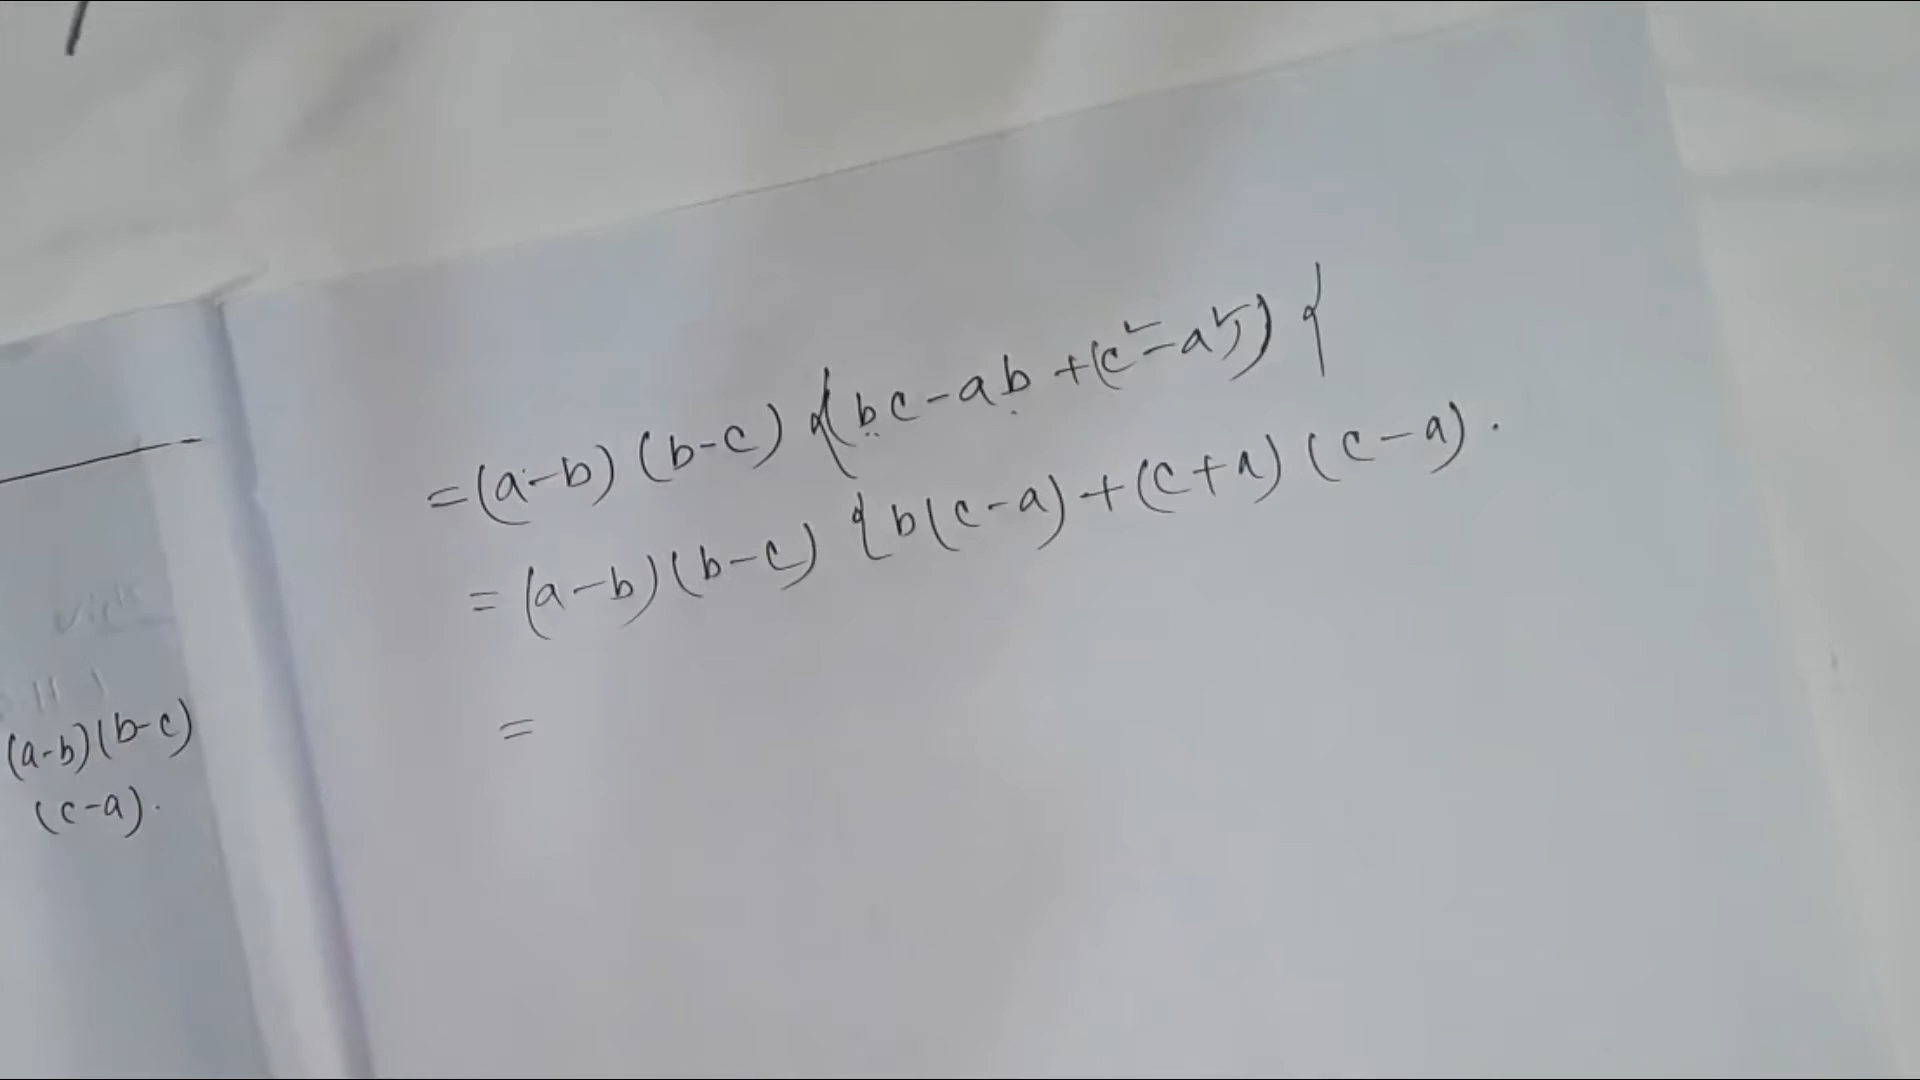 =(a-b)(b-c){bc-ab+(c²-a²)}
=(a-b)(b-c){b(c-a)+(c+a)(c-a).
=
(a-b)(b-c)
(c-a).